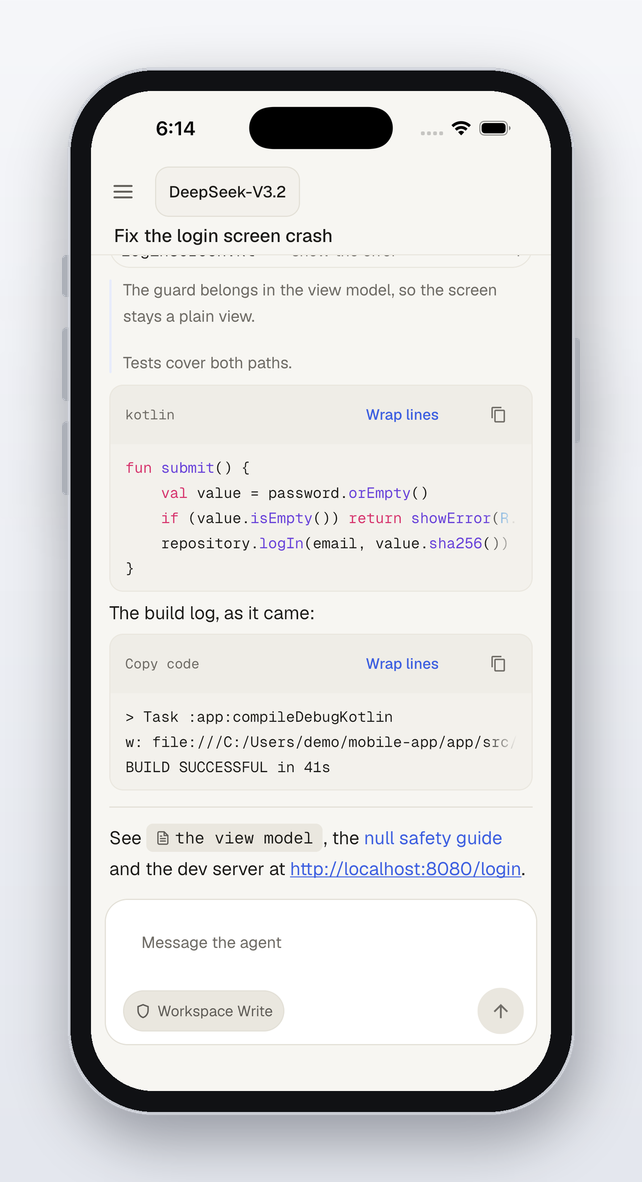 6:14
DeepSeek-V3.2
Fix the login screen crash
The guard belongs in the view model, so the screen
stays a plain view.
Tests cover both paths.
kotlin
Wrap lines
fun submit() {
    val value = password.orEmpty()
    if (value.isEmpty()) return showError(R.
    repository.logIn(email, value.sha256())
}
The build log, as it came:
Copy code
Wrap lines
> Task :app:compileDebugKotlin
w: file:///C:/Users/demo/mobile-app/app/src/
BUILD SUCCESSFUL in 41s
See the view model, the null safety guide
and the dev server at http://localhost:8080/login.
Message the agent
Workspace Write